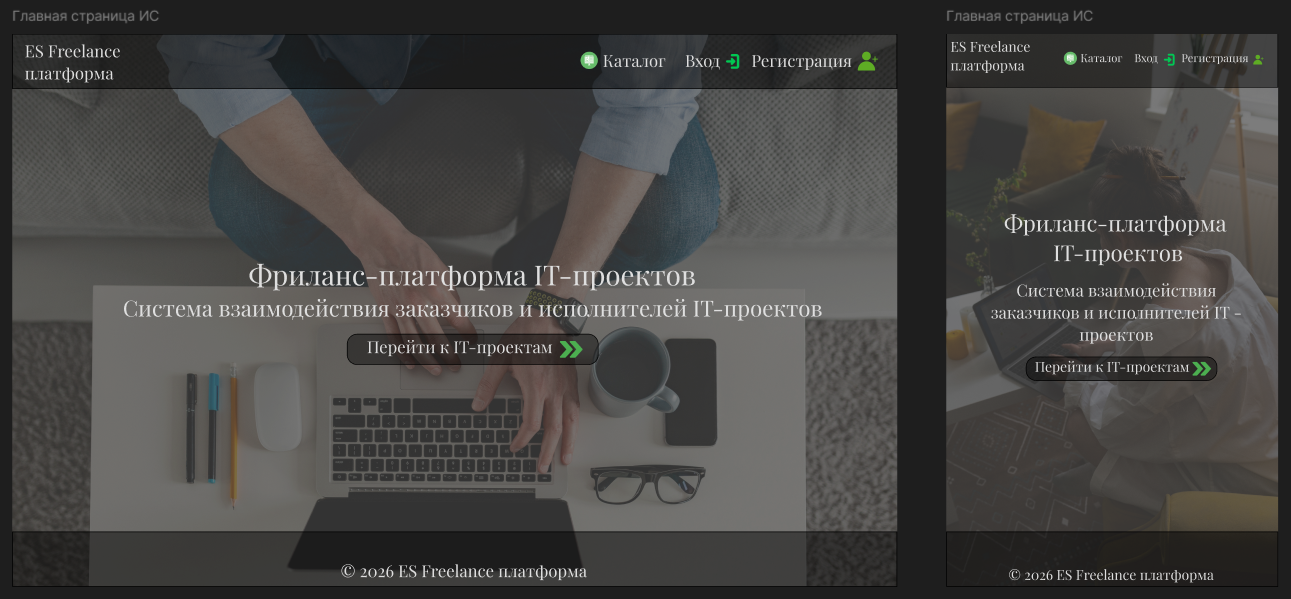 Главная страница ИС
ES Freelance
платформа
Каталог Вход Регистрация
Фриланс-платформа IT-проектов
Система взаимодействия заказчиков и исполнителей IT-проектов
Перейти к IT-проектам
© 2026 ES Freelance платформа
Главная страница ИС
ES Freelance
платформа
Каталог Вход Регистрация
Фриланс-платформа
IT-проектов
Система взаимодействия
заказчиков и исполнителей IT -
проектов
Перейти к IT-проектам
© 2026 ES Freelance платформа